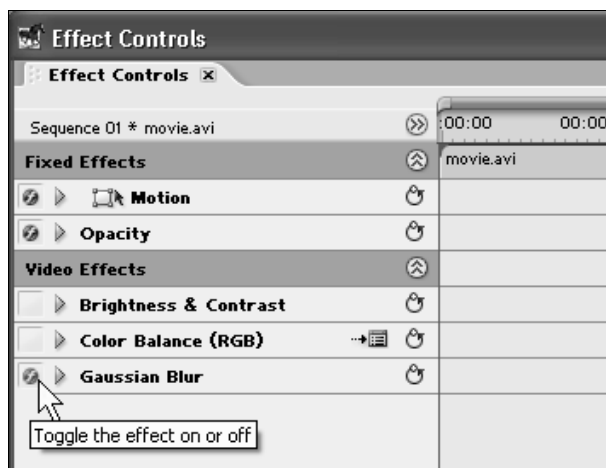 Effect Controls
Effect Controls
Sequence 01 * movie.avi
:00:00 00:00
Fixed Effects
movie.avi
Motion
Opacity
Video Effects
Brightness & Contrast
Color Balance (RGB)
Gaussian Blur
Toggle the effect on or off